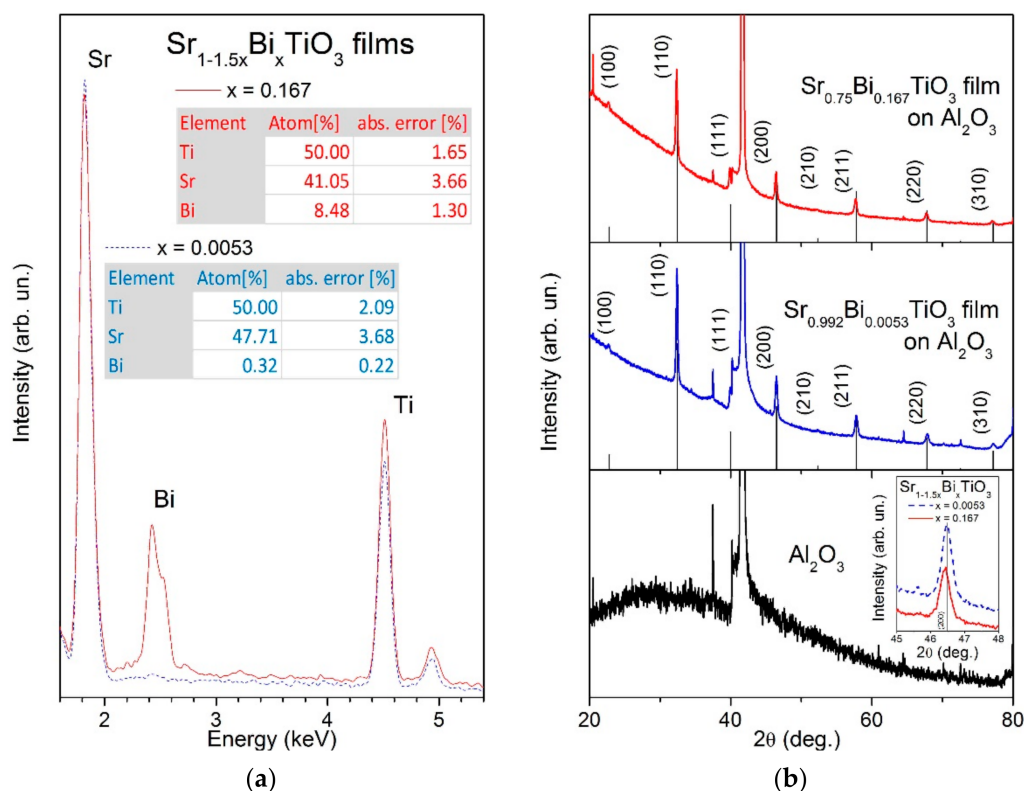 Sr
Sr1-1.5xBixTiO3 films
x = 0.167
Element Atom[%] abs. error [%]
Ti 50.00 1.65
Sr 41.05 3.66
Bi 8.48 1.30
x = 0.0053
Element Atom[%] abs. error [%]
Ti 50.00 2.09
Sr 47.71 3.68
Bi 0.32 0.22
Bi
Ti
Intensity (arb. un.)
2 3 4 5
Energy (keV)
(a)
(100)
(110)
(111)
(200)
(210)
(211)
(220)
(310)
Sr0.75Bi0.167TiO3 film
on Al2O3
(100)
(110)
(111)
(200)
(210)
(211)
(220)
(310)
Sr0.992Bi0.0053TiO3 film
on Al2O3
Intensity (arb. un.)
Al2O3
Sr1-1.5xBixTiO3
x = 0.0053
x = 0.167
Intensity (arb. un.)
(200)
45 46 47 48
2θ (deg.)
20 40 60 80
2θ (deg.)
(b)